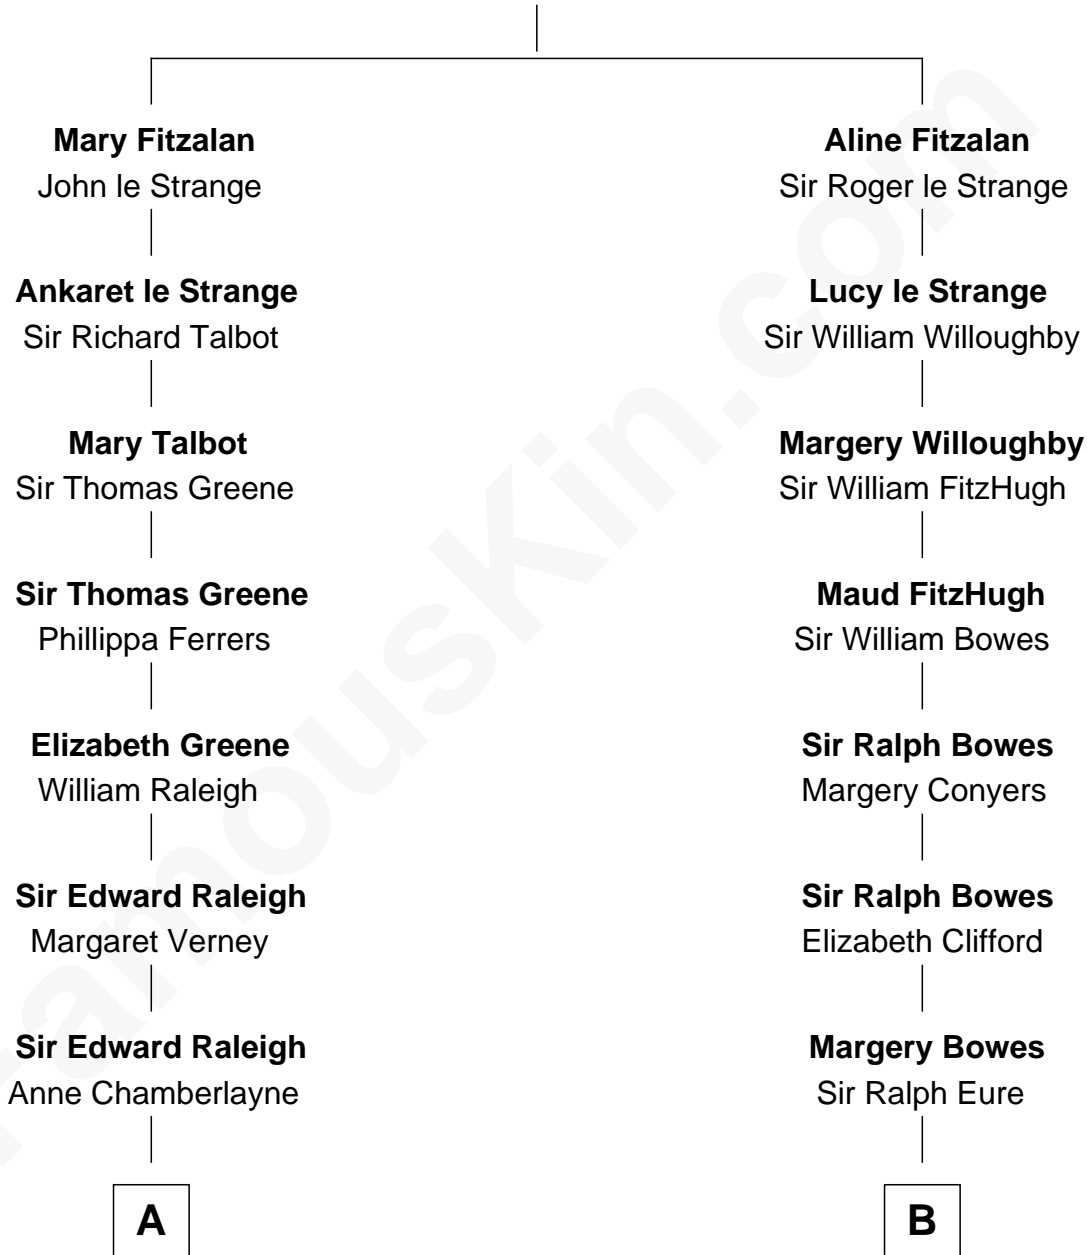 Mary Fitzalan
John le Strange
Ankaret le Strange
Sir Richard Talbot
Mary Talbot
Sir Thomas Greene
Sir Thomas Greene
Phillippa Ferrers
Elizabeth Greene
William Raleigh
Sir Edward Raleigh
Margaret Verney
Sir Edward Raleigh
Anne Chamberlayne
A
Aline Fitzalan
Sir Roger le Strange
Lucy le Strange
Sir William Willoughby
Margery Willoughby
Sir William FitzHugh
Maud FitzHugh
Sir William Bowes
Sir Ralph Bowes
Margery Conyers
Sir Ralph Bowes
Elizabeth Clifford
Margery Bowes
Sir Ralph Eure
B
FamousKin.com